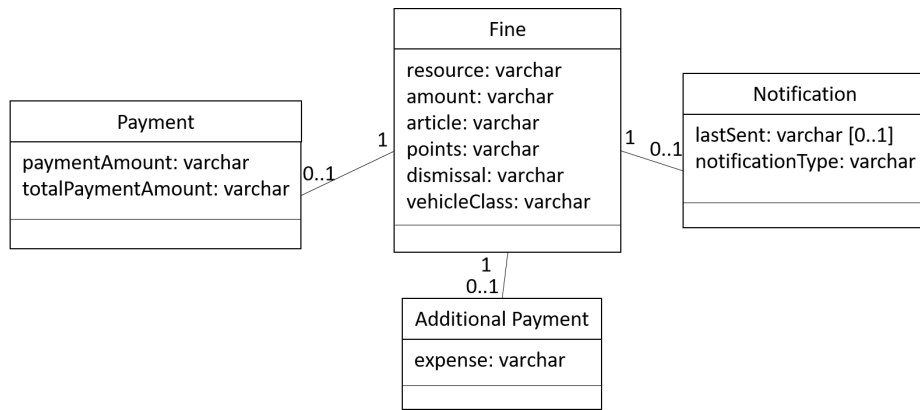 Fine
resource: varchar
amount: varchar
article: varchar
points: varchar
dismissal: varchar
vehicleClass: varchar
Payment
paymentAmount: varchar
totalPaymentAmount: varchar
Notification
lastSent: varchar [0..1]
notificationType: varchar
1
0..1
1
0..1
1
0..1
Additional Payment
expense: varchar